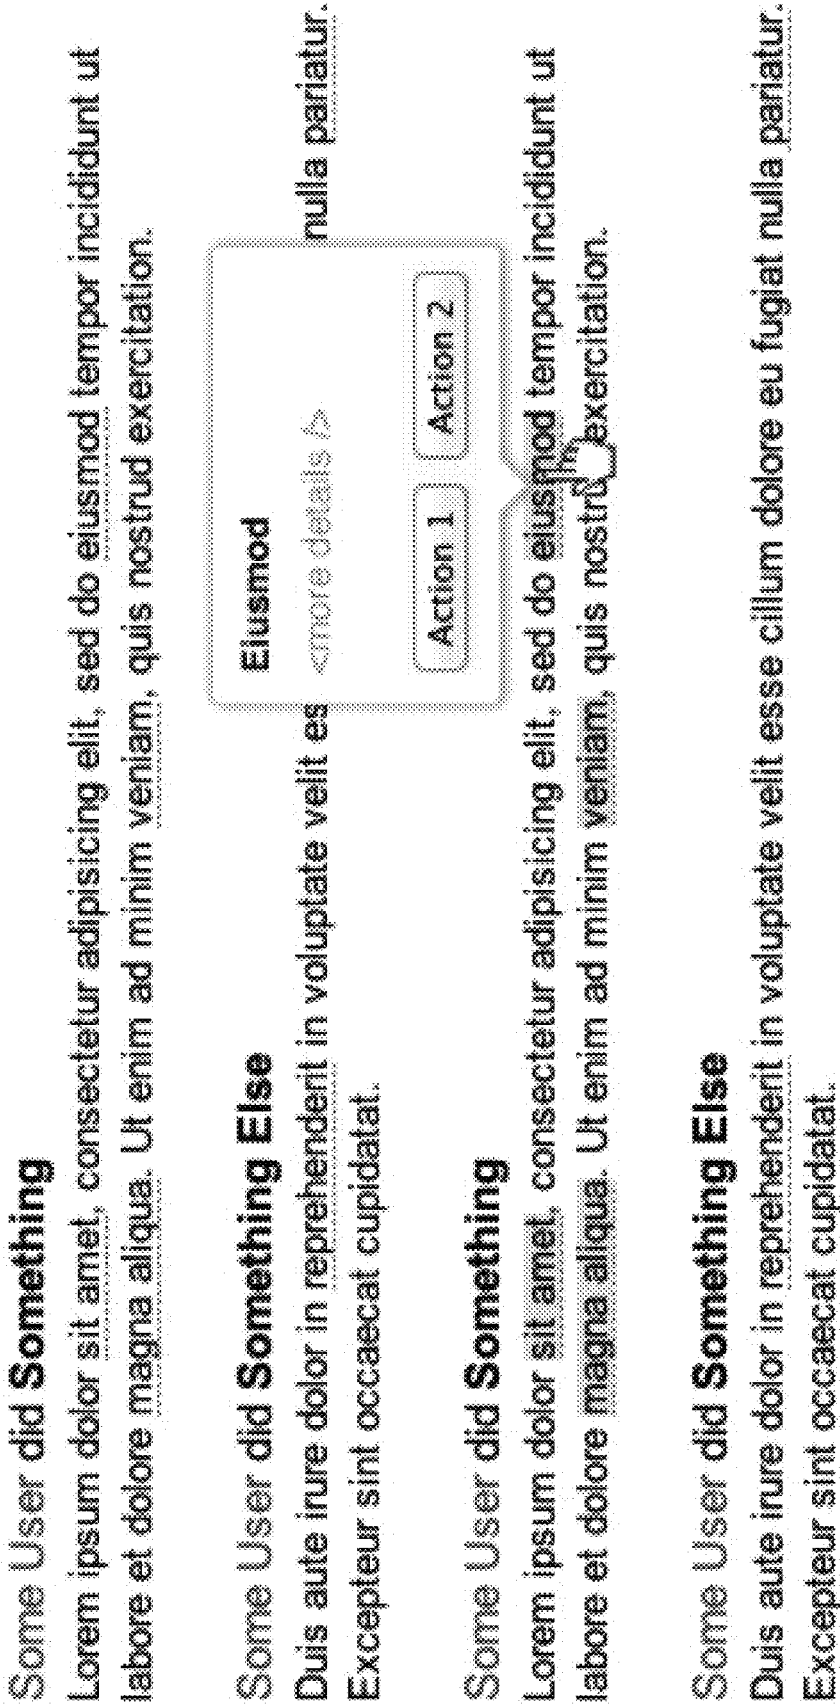 Some User did Something
Lorem ipsum dolor sit amet, consectetur adipisicing elit, sed do eiusmod tempor incididunt ut
labore et dolore magna aliqua. Ut enim ad minim veniam, quis nostrud exercitation.
Some User did Something Else
Duis aute irure dolor in reprehenderit in voluptate velit es nulla pariatur.
Excepteur sint occaecat cupidatat.
Eiusmod
<more details />
Action 1 Action 2
Some User did Something
Lorem ipsum dolor sit amet, consectetur adipisicing elit, sed do eiusmod tempor incididunt ut
labore et dolore magna aliqua. Ut enim ad minim veniam, quis nostru exercitation.
Some User did Something Else
Duis aute irure dolor in reprehenderit in voluptate velit esse cillum dolore eu fugiat nulla pariatur.
Excepteur sint occaecat cupidatat.